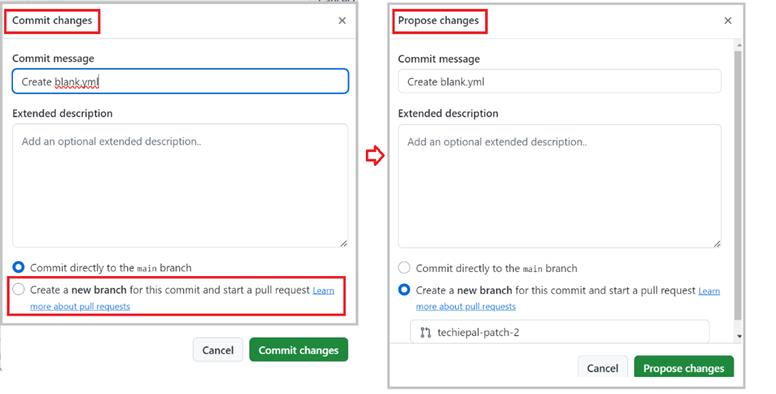 Commit changes
Commit message
Create blank.yml
Extended description
Add an optional extended description..
Commit directly to the main branch
Create a new branch for this commit and start a pull request Learn
more about pull requests
Cancel
Commit changes
Propose changes
Commit message
Create blank.yml
Extended description
Add an optional extended description..
Commit directly to the main branch
Create a new branch for this commit and start a pull request Learn
more about pull requests
techiepal-patch-2
Cancel
Propose changes